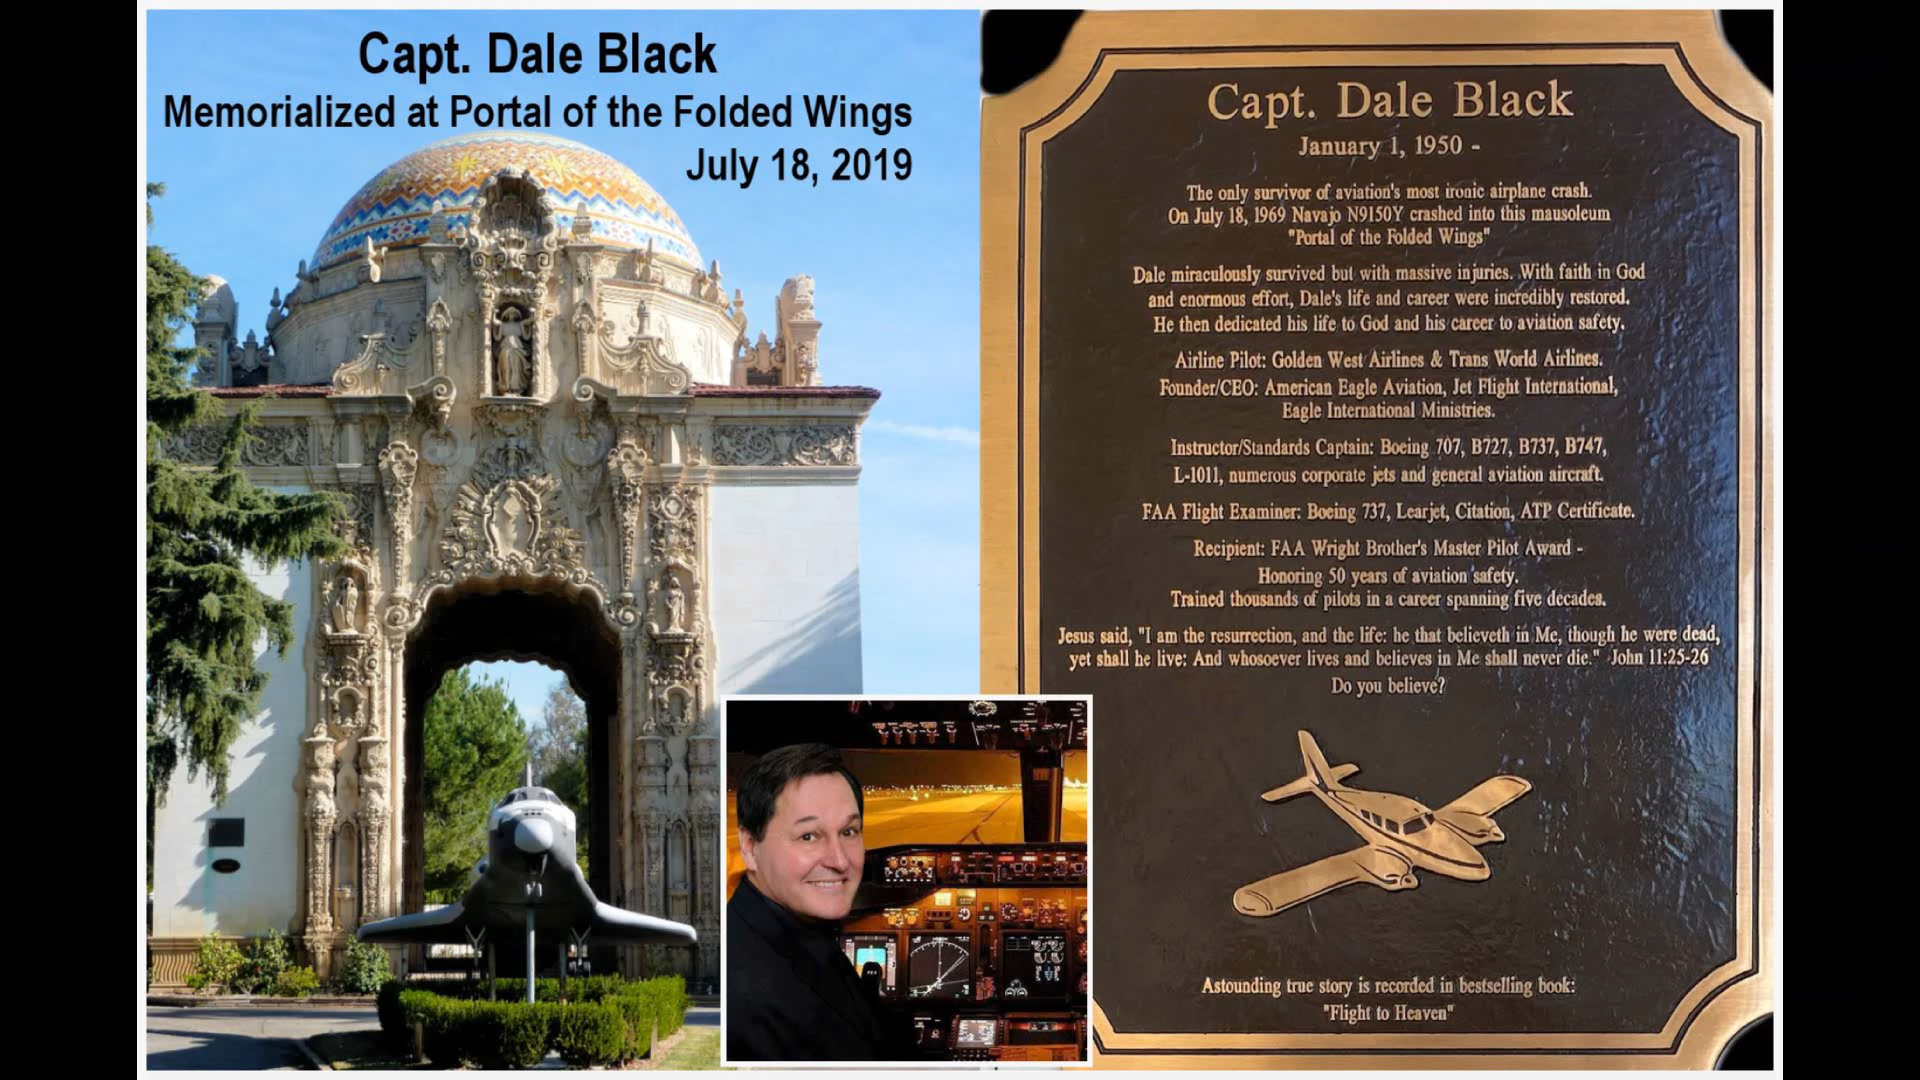 Capt. Dale Black
Memorialized at Portal of the Folded Wings
July 18, 2019
Capt. Dale Black
January 1, 1950 -
The only survivor of aviation's most ironic airplane crash.
On July 18, 1969 Navajo N9150Y crashed into this mausoleum
"Portal of the Folded Wings"
Dale miraculously survived but with massive injuries. With faith in God
and enormous effort, Dale's life and career were incredibly restored.
He then dedicated his life to God and his career to aviation safety.
Airline Pilot: Golden West Airlines & Trans World Airlines.
Founder/CEO: American Eagle Aviation, Jet Flight International,
Eagle International Ministries.
Instructor/Standards Captain: Boeing 707, B727, B737, B747,
L-1011, numerous corporate jets and general aviation aircraft.
FAA Flight Examiner: Boeing 737, Learjet, Citation, ATP Certificate.
Recipient: FAA Wright Brother's Master Pilot Award -
Honoring 50 years of aviation safety.
Trained thousands of pilots in a career spanning five decades.
Jesus said, "I am the resurrection, and the life: he that believeth in Me, though he were dead,
yet shall he live: And whosoever lives and believes in Me shall never die." John 11:25-26
Do you believe?
Astounding true story is recorded in bestselling book:
"Flight to Heaven"